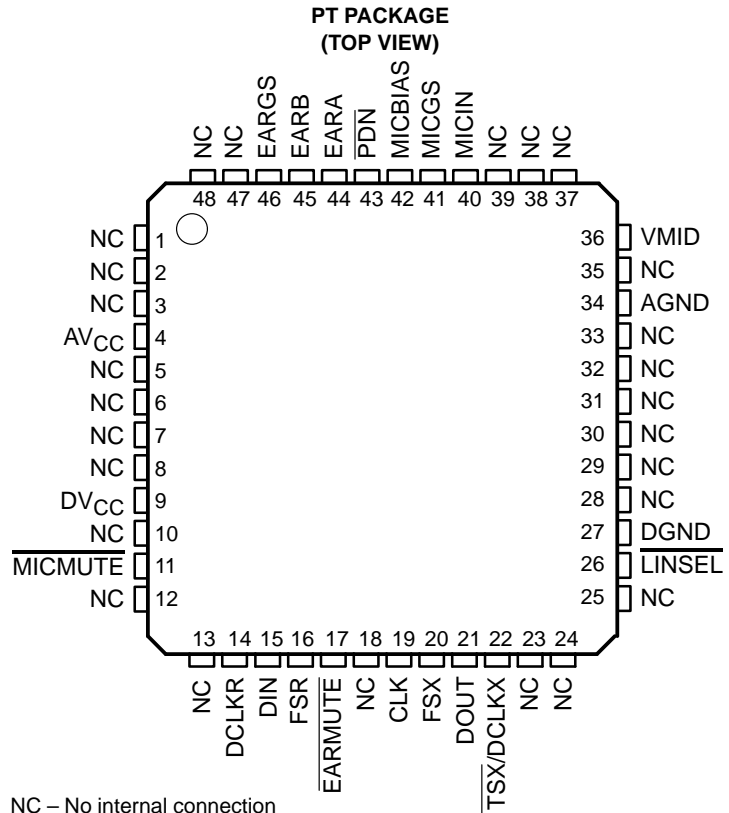 PT PACKAGE
(TOP VIEW)
NC
NC
EARGS
EARB
EARA
PDN
MICBIAS
MICGS
MICIN
NC
NC
NC
48 47 46 45 44 43 42 41 40 39 38 37
NC 1
NC 2
NC 3
AVCC 4
NC 5
NC 6
NC 7
NC 8
DVCC 9
NC 10
MICMUTE 11
NC 12
36 VMID
35 NC
34 AGND
33 NC
32 NC
31 NC
30 NC
29 NC
28 NC
27 DGND
26 LINSEL
25 NC
13 14 15 16 17 18 19 20 21 22 23 24
NC
DCLKR
DIN
FSR
EARMUTE
NC
CLK
FSX
DOUT
TSX/DCLKX
NC
NC
NC – No internal connection